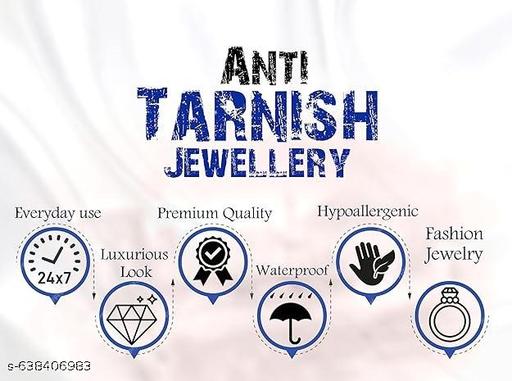 ANTI
TARNISH
JEWELLERY
Everyday use
24x7
Luxurious
Look
Premium Quality
Waterproof
Hypoallergenic
Fashion
Jewelry
s-638406983